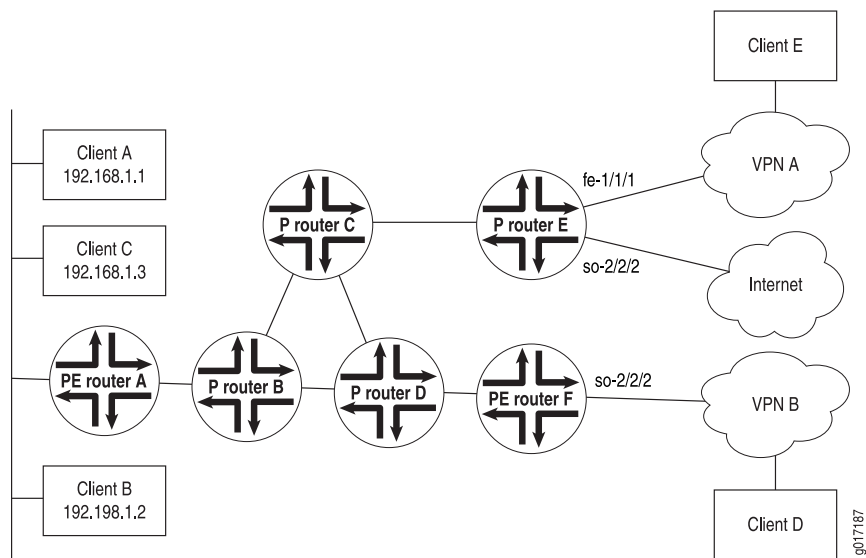 Client E
Client A
192.168.1.1
VPN A
fe-1/1/1
P router C
P router E
Client C
192.168.1.3
so-2/2/2
Internet
PE router A
P router B
P router D
PE router F
so-2/2/2
VPN B
Client B
192.198.1.2
Client D
g017187